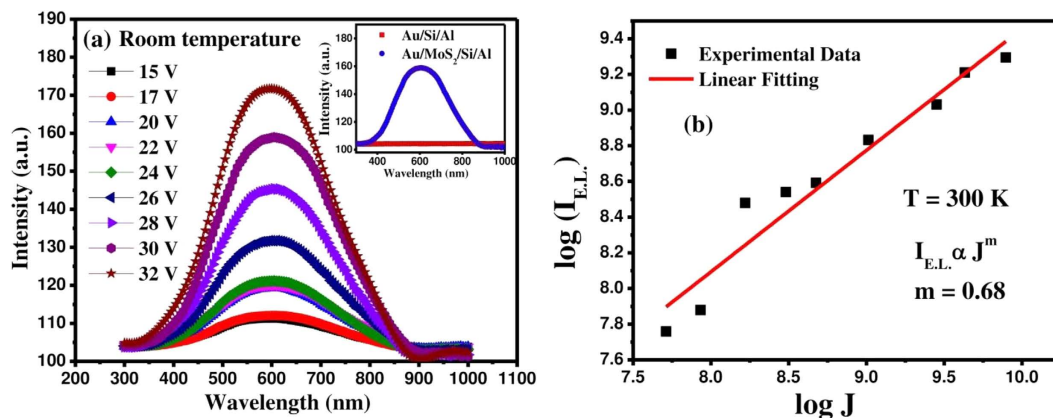 (a) Room temperature
15 V
17 V
20 V
22 V
24 V
26 V
28 V
30 V
32 V
Intensity (a.u.)
190
180
170
160
150
140
130
120
110
100
200 300 400 500 600 700 800 900 1000 1100
Wavelength (nm)
Au/Si/Al
Au/MoS₂/Si/Al
Intensity (a.u.)
180
160
140
120
100
400 600 800 1000
Wavelength (nm)
(b)
Experimental Data
Linear Fitting
log (I_E.L.)
9.4
9.2
9.0
8.8
8.6
8.4
8.2
8.0
7.8
7.6
T = 300 K
I_E.L. α J^m
m = 0.68
7.5 8.0 8.5 9.0 9.5 10.0
log J